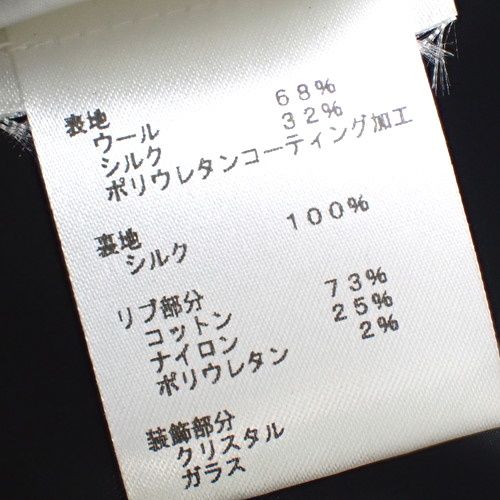 表地
ウール 68%
シルク 32%
ポリウレタンコーティング加工
裏地
シルク 100%
リブ部分
コットン 73%
ナイロン 25%
ポリウレタン 2%
装飾部分
クリスタル
ガラス